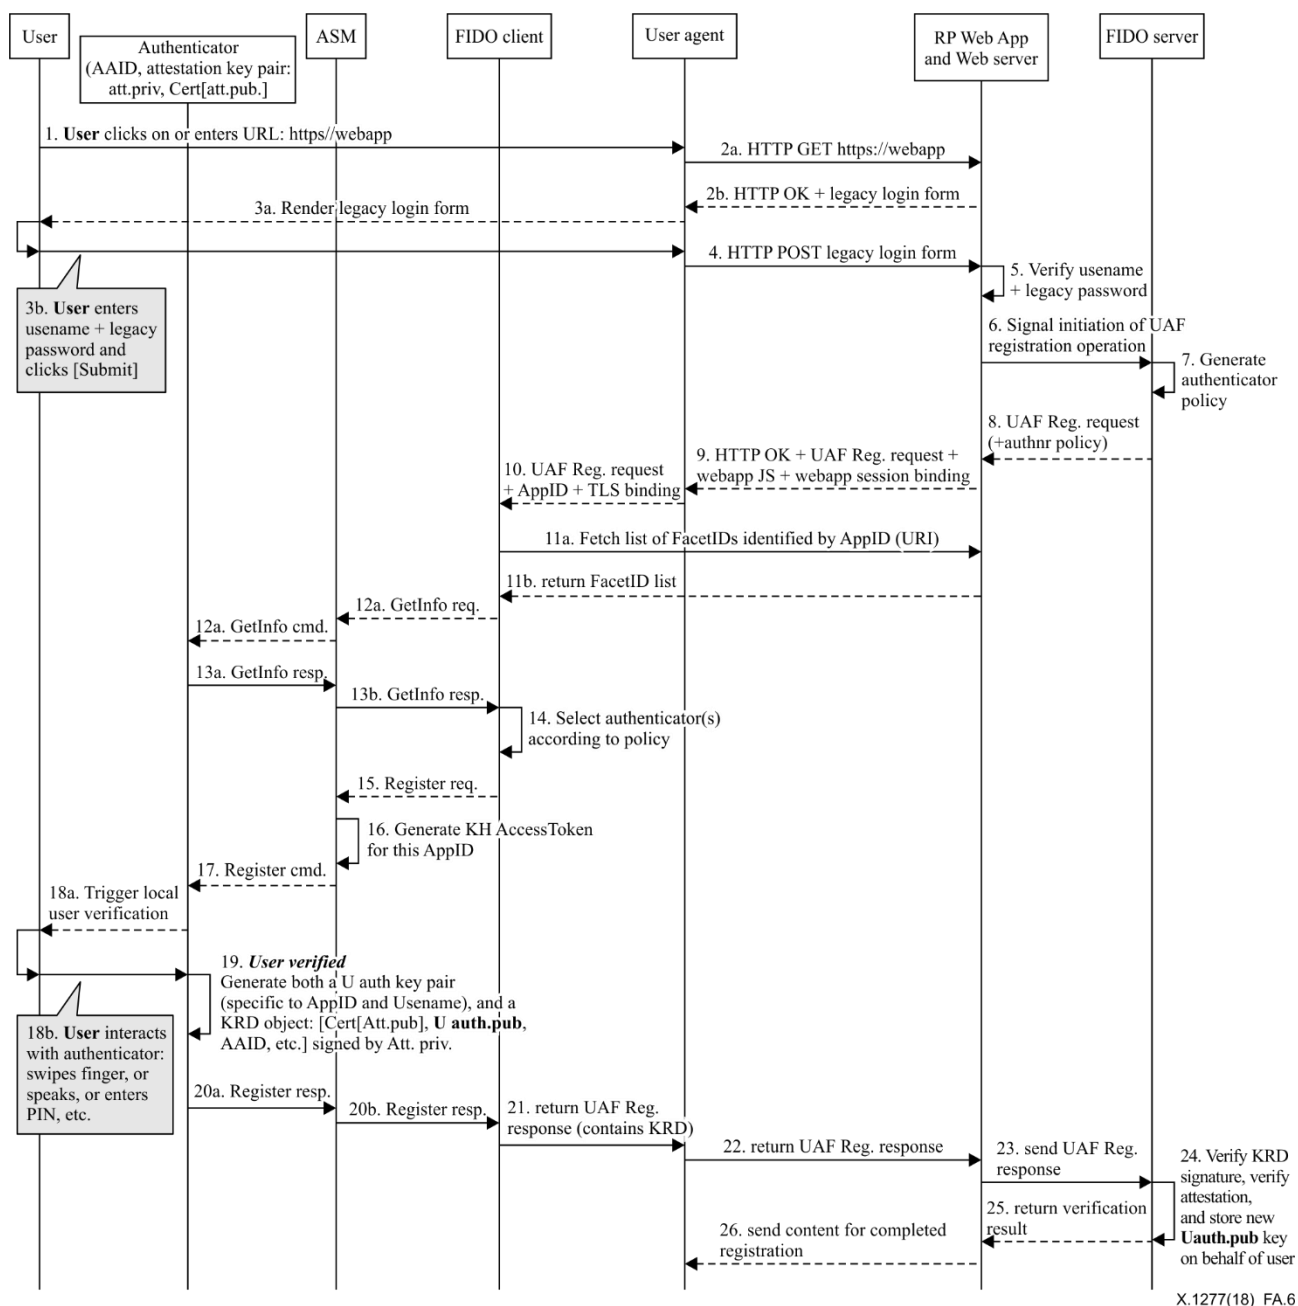 User
Authenticator
(AAID, attestation key pair:
att.priv, Cert[att.pub.]
ASM
FIDO client
User agent
RP Web App
and Web server
FIDO server
1. User clicks on or enters URL: https//webapp
2a. HTTP GET https://webapp
2b. HTTP OK + legacy login form
3a. Render legacy login form
3b. User enters
usename + legacy
password and
clicks [Submit]
4. HTTP POST legacy login form
5. Verify usename
+ legacy password
6. Signal initiation of UAF
registration operation
7. Generate
authenticator
policy
8. UAF Reg. request
(+authnr policy)
9. HTTP OK + UAF Reg. request +
webapp JS + webapp session binding
10. UAF Reg. request
+ AppID + TLS binding
11a. Fetch list of FacetIDs identified by AppID (URI)
11b. return FacetID list
12a. GetInfo req.
12a. GetInfo cmd.
13a. GetInfo resp.
13b. GetInfo resp.
14. Select authenticator(s)
according to policy
15. Register req.
16. Generate KH AccessToken
for this AppID
17. Register cmd.
18a. Trigger local
user verification
18b. User interacts
with authenticator:
swipes finger, or
speaks, or enters
PIN, etc.
19. User verified
Generate both a U auth key pair
(specific to AppID and Usename), and a
KRD object: [Cert[Att.pub], U auth.pub,
AAID, etc.] signed by Att. priv.
20a. Register resp.
20b. Register resp.
21. return UAF Reg.
response (contains KRD)
22. return UAF Reg. response
23. send UAF Reg.
response
24. Verify KRD
signature, verify
attestation,
and store new
Uauth.pub key
on behalf of user
25. return verification
result
26. send content for completed
registration
X.1277(18)_FA.6